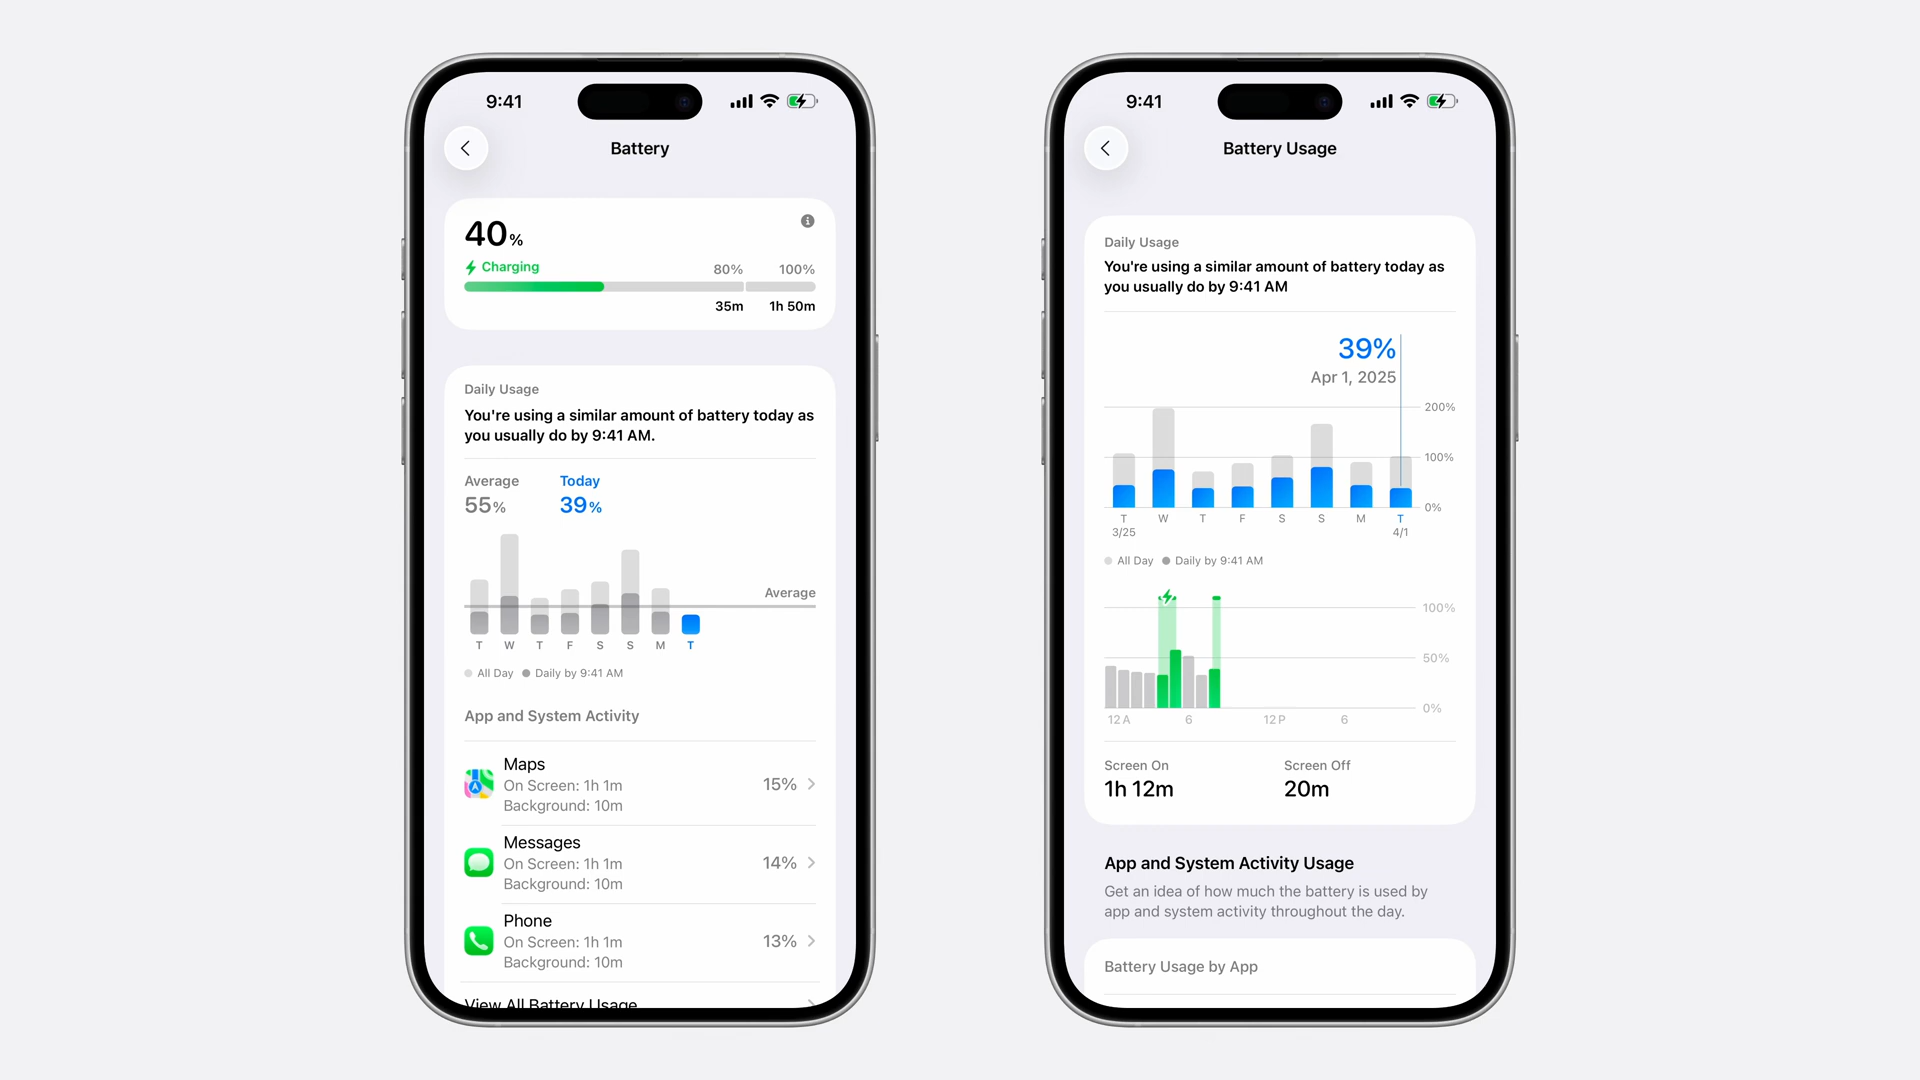 9:41
Battery
40%
Charging
80%
100%
35m
1h 50m
Daily Usage
You're using a similar amount of battery today as
you usually do by 9:41 AM.
Average
Today
55%
39%
Average
T W T F S S M T
All Day
Daily by 9:41 AM
App and System Activity
Maps
On Screen: 1h 1m
Background: 10m
15%
Messages
On Screen: 1h 1m
Background: 10m
14%
Phone
On Screen: 1h 1m
Background: 10m
13%
View All Battery Usage
9:41
Battery Usage
Daily Usage
You're using a similar amount of battery today as
you usually do by 9:41 AM
39%
Apr 1, 2025
200%
100%
0%
T W T F S S M T
3/25
4/1
All Day
Daily by 9:41 AM
100%
50%
0%
12 A 6 12 P 6
Screen On
Screen Off
1h 12m
20m
App and System Activity Usage
Get an idea of how much the battery is used by
app and system activity throughout the day.
Battery Usage by App